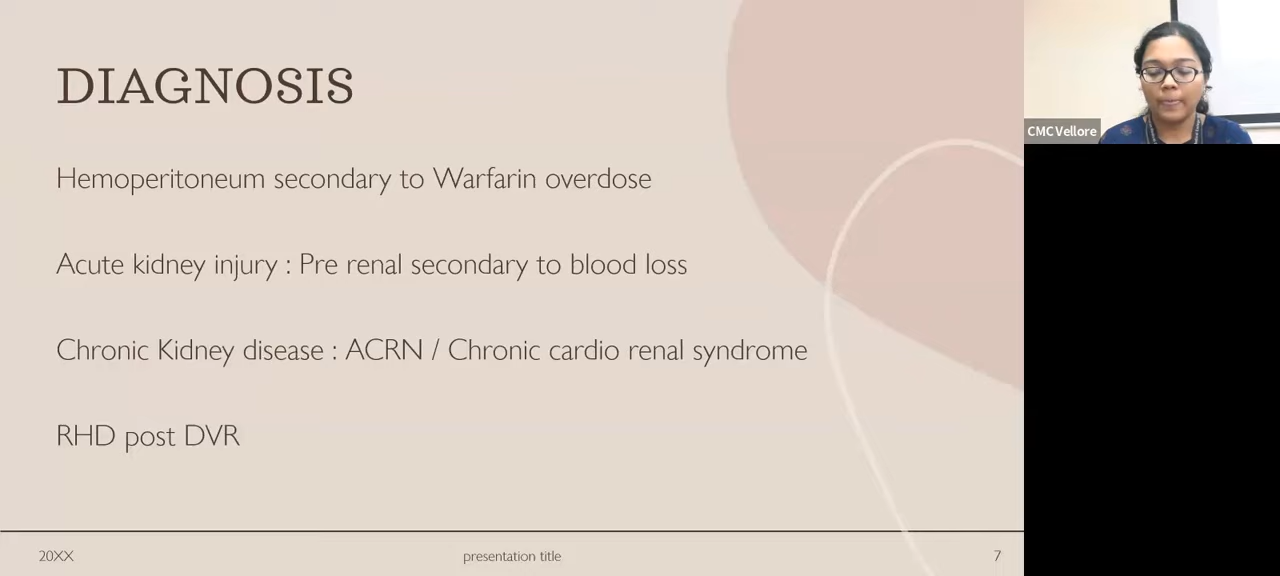 DIAGNOSIS
CMC Vellore
Hemoperitoneum secondary to Warfarin overdose
Acute kidney injury : Pre renal secondary to blood loss
Chronic Kidney disease : ACRN / Chronic cardio renal syndrome
RHD post DVR
20XX
presentation title
7